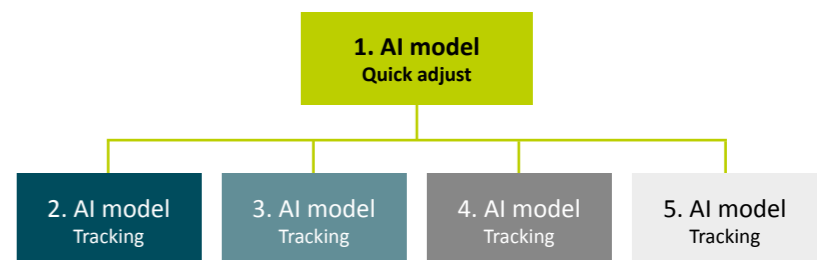 1. AI model
Quick adjust
2. AI model
Tracking
3. AI model
Tracking
4. AI model
Tracking
5. AI model
Tracking